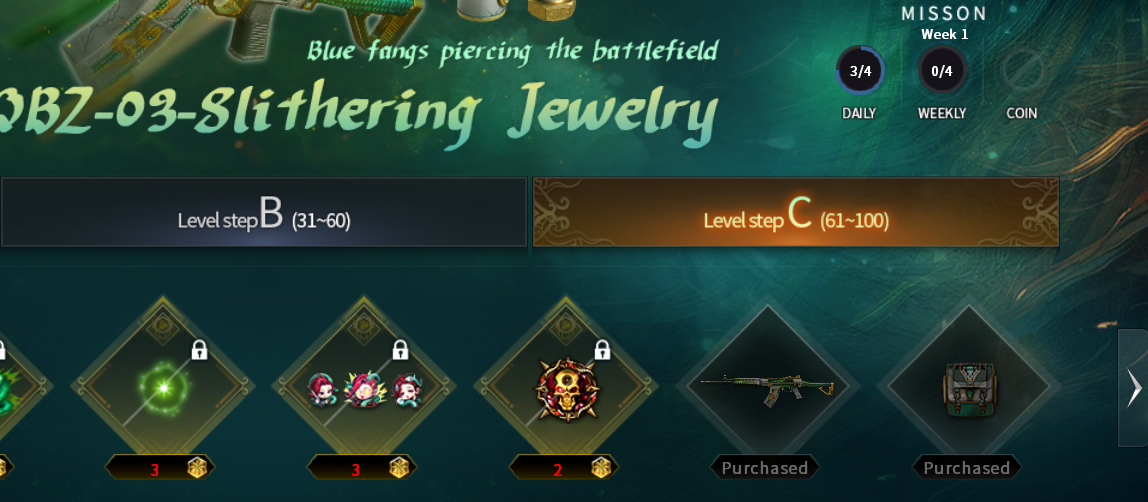 MISSON
Week 1
Blue fangs piercing the battlefield
QBZ-03-Slithering Jewelry
3/4
0/4
DAILY
WEEKLY
COIN
Level step B (31~60)
Level step C (61~100)
3
3
2
Purchased
Purchased